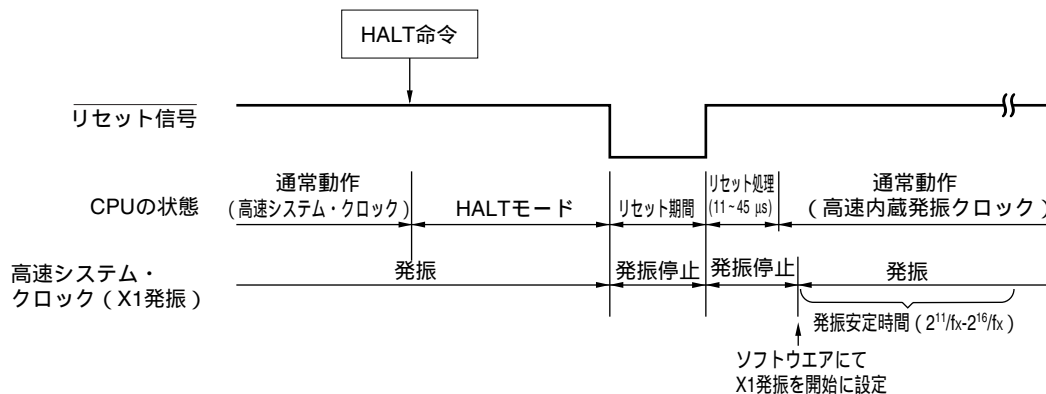 HALT命令
リセット信号
通常動作
(高速システム・クロック)
HALTモード
リセット期間
リセット処理
(11~45 μs)
通常動作
(高速内蔵発振クロック)
CPUの状態
高速システム・
クロック(X1発振)
発振
発振停止
発振停止
発振
発振安定時間(2¹¹/fx-2¹⁶/fx)
ソフトウエアにて
X1発振を開始に設定